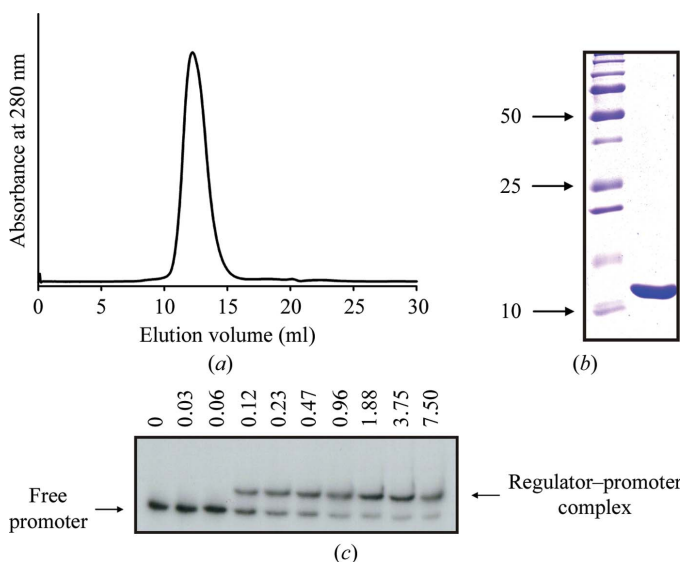 Absorbance at 280 nm
0 5 10 15 20 25 30
Elution volume (ml)
(a)
50
25
10
(b)
0 0.03 0.06 0.12 0.23 0.47 0.96 1.88 3.75 7.50
Free
promoter
Regulator–promoter
complex
(c)